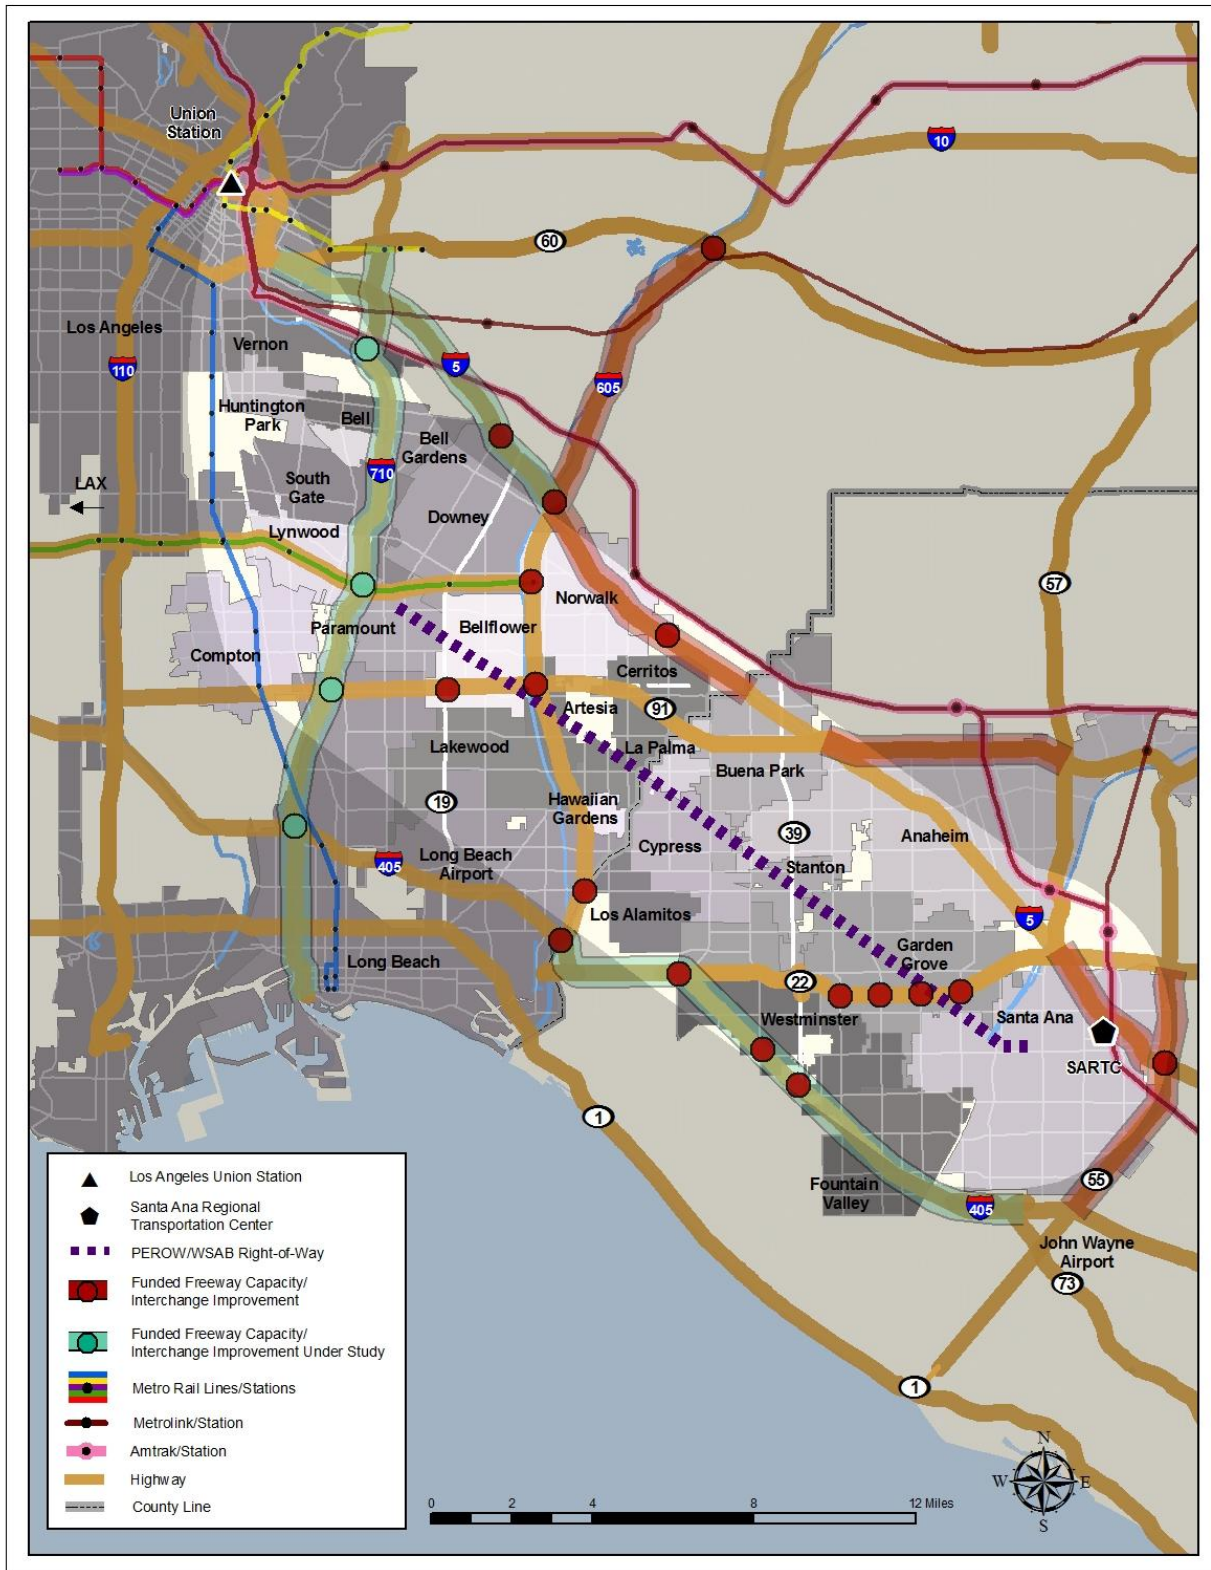 Union
Station
10
60
Los Angeles
Vernon
110
5
605
Huntington
Park
Bell
Bell
Gardens
710
South
Gate
LAX
Downey
Lynwood
57
Norwalk
Paramount
Bellflower
Compton
Cerritos
Artesia
91
Lakewood
La Palma
Buena Park
19
Hawaiian
Gardens
39
Anaheim
Cypress
405
Long Beach
Airport
Stanton
Los Alamitos
5
Garden
Grove
Long Beach
22
Westminster
Santa Ana
SARTC
1
55
Fountain
Valley
405
John Wayne
Airport
73
1
Los Angeles Union Station
Santa Ana Regional
Transportation Center
PEROW/WSAB Right-of-Way
Funded Freeway Capacity/
Interchange Improvement
Funded Freeway Capacity/
Interchange Improvement Under Study
Metro Rail Lines/Stations
Metrolink/Station
Amtrak/Station
Highway
County Line
0 2 4 8 12 Miles
N
W E
S